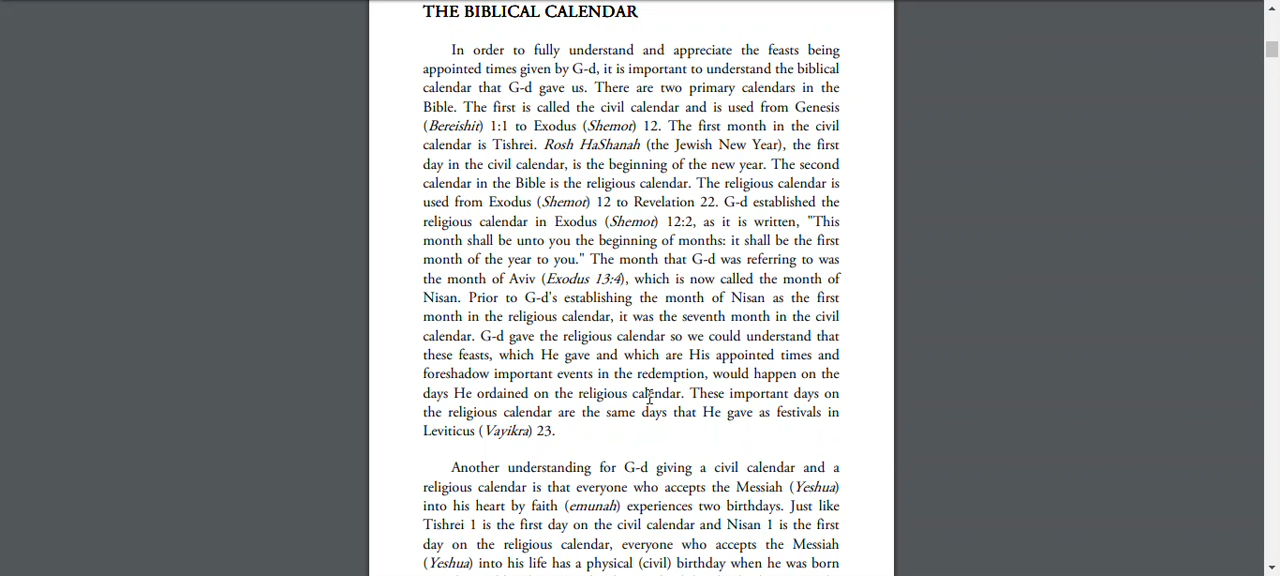 THE BIBLICAL CALENDAR
In order to fully understand and appreciate the feasts being
appointed times given by G-d, it is important to understand the biblical
calendar that G-d gave us. There are two primary calendars in the
Bible. The first is called the civil calendar and is used from Genesis
(Bereishit) 1:1 to Exodus (Shemot) 12. The first month in the civil
calendar is Tishrei. Rosh HaShanah (the Jewish New Year), the first
day in the civil calendar, is the beginning of the new year. The second
calendar in the Bible is the religious calendar. The religious calendar is
used from Exodus (Shemot) 12 to Revelation 22. G-d established the
religious calendar in Exodus (Shemot) 12:2, as it is written, "This
month shall be unto you the beginning of months: it shall be the first
month of the year to you." The month that G-d was referring to was
the month of Aviv (Exodus 13:4), which is now called the month of
Nisan. Prior to G-d's establishing the month of Nisan as the first
month in the religious calendar, it was the seventh month in the civil
calendar. G-d gave the religious calendar so we could understand that
these feasts, which He gave and which are His appointed times and
foreshadow important events in the redemption, would happen on the
days He ordained on the religious calendar. These important days on
the religious calendar are the same days that He gave as festivals in
Leviticus (Vayikra) 23.
Another understanding for G-d giving a civil calendar and a
religious calendar is that everyone who accepts the Messiah (Yeshua)
into his heart by faith (emunah) experiences two birthdays. Just like
Tishrei 1 is the first day on the civil calendar and Nisan 1 is the first
day on the religious calendar, everyone who accepts the Messiah
(Yeshua) into his life has a physical (civil) birthday when he was born